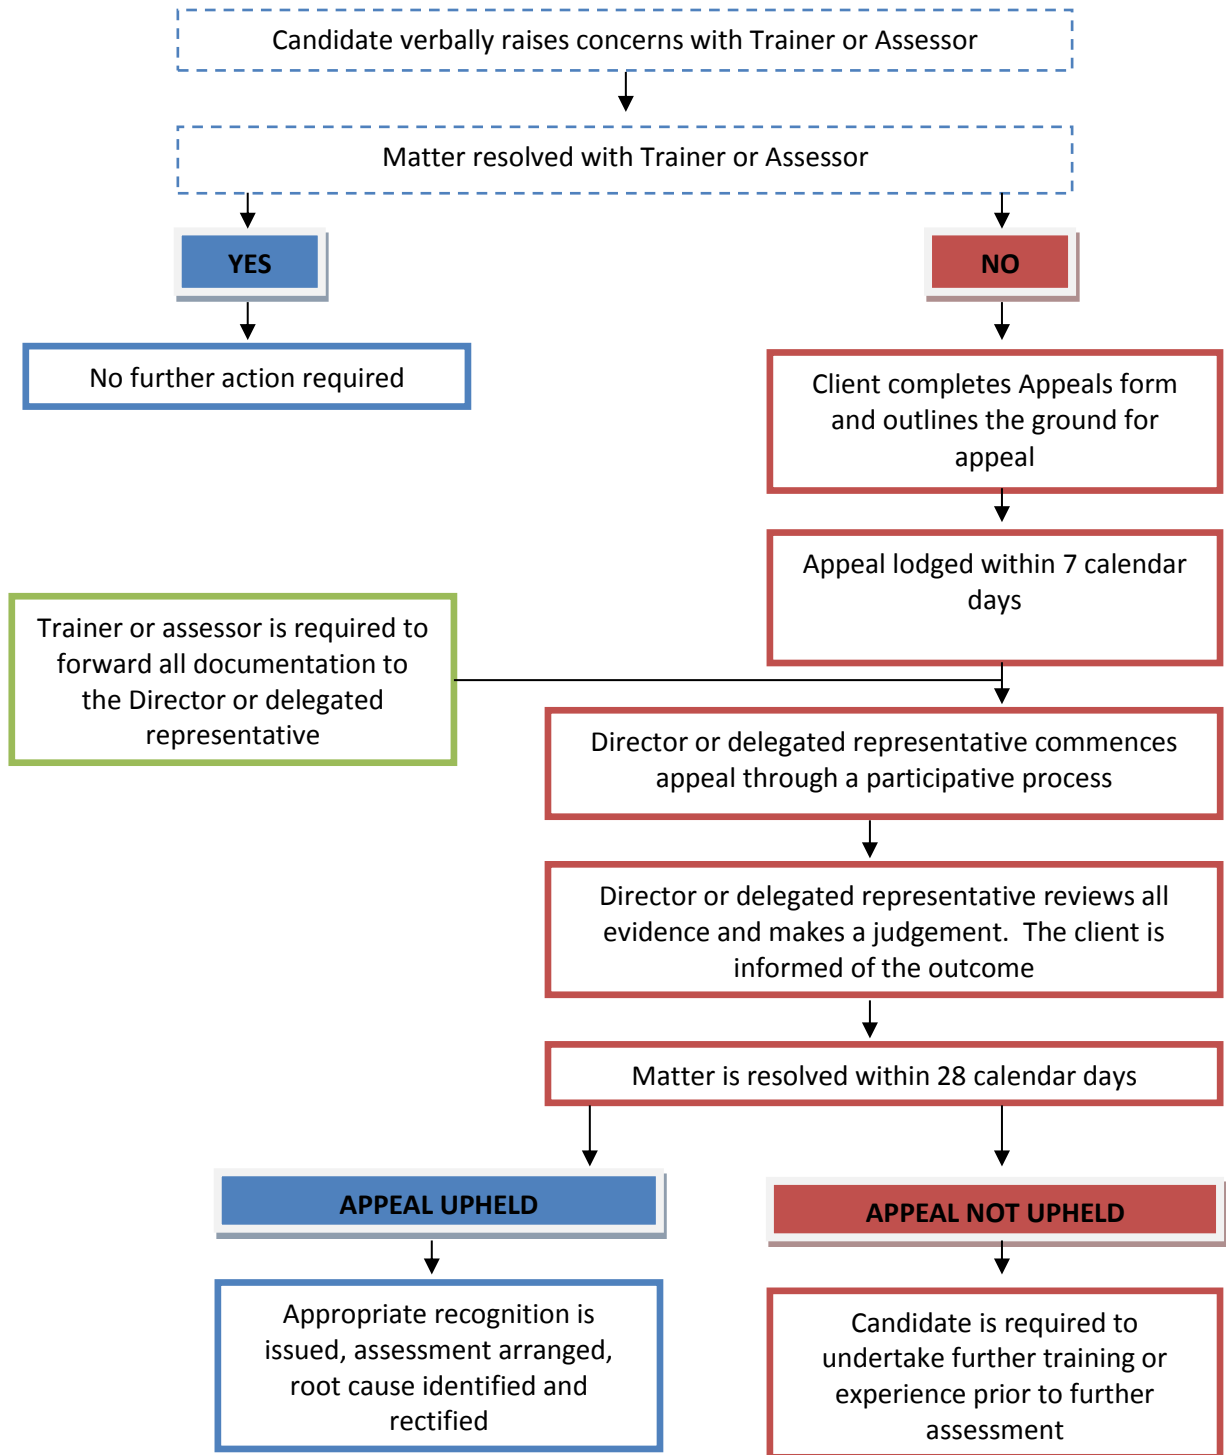 Candidate verbally raises concerns with Trainer or Assessor
Matter resolved with Trainer or Assessor
YES
NO
No further action required
Client completes Appeals form
and outlines the ground for
appeal
Appeal lodged within 7 calendar
days
Trainer or assessor is required to
forward all documentation to
the Director or delegated
representative
Director or delegated representative commences
appeal through a participative process
Director or delegated representative reviews all
evidence and makes a judgement.  The client is
informed of the outcome
Matter is resolved within 28 calendar days
APPEAL UPHELD
APPEAL NOT UPHELD
Appropriate recognition is
issued, assessment arranged,
root cause identified and
rectified
Candidate is required to
undertake further training or
experience prior to further
assessment